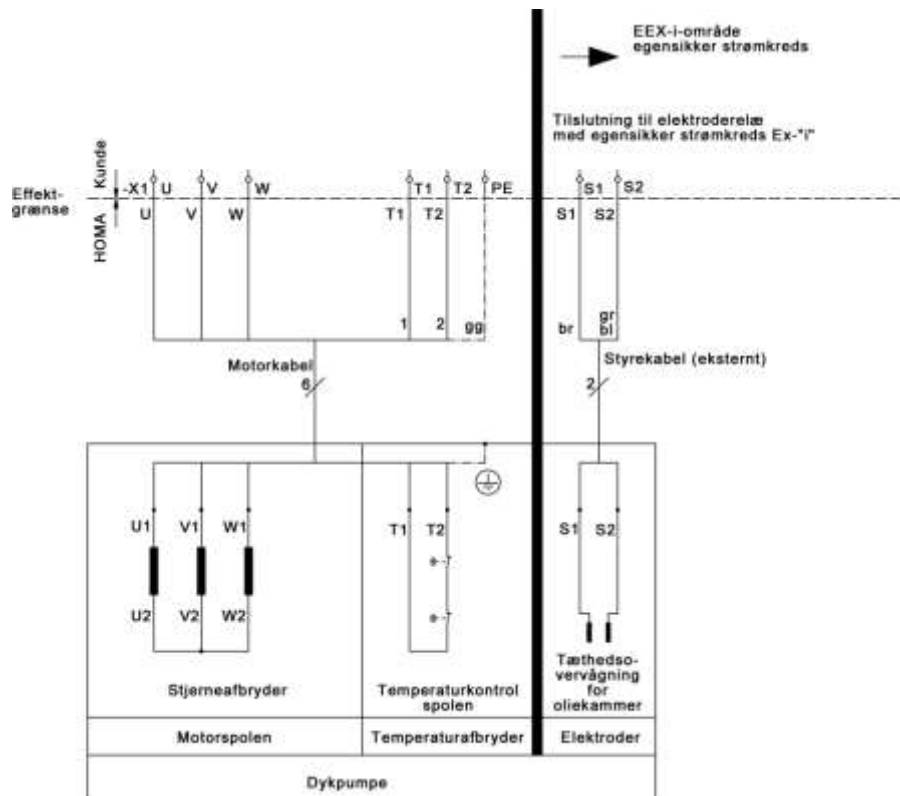 EEX-i-område
egensikker strømkreds
Tilslutning til elektroderelæ
med egensikker strømkreds Ex-"i"
Kunde
Effekt-
grænse
HOMA
-X1 U V W T1 T2 PE S1 S2
U V W T1 T2 S1 S2
1 2 gg br gr
bl
Motorkabel
6
Styrekabel (eksternt)
2
U1 V1 W1 T1 T2 S1 S2
U2 V2 W2
Stjerneafbryder
Temperaturkontrol
spolen
Tæthedso-
vervågning
for
oliekammer
Motorspolen
Temperaturafbryder
Elektroder
Dykpumpe